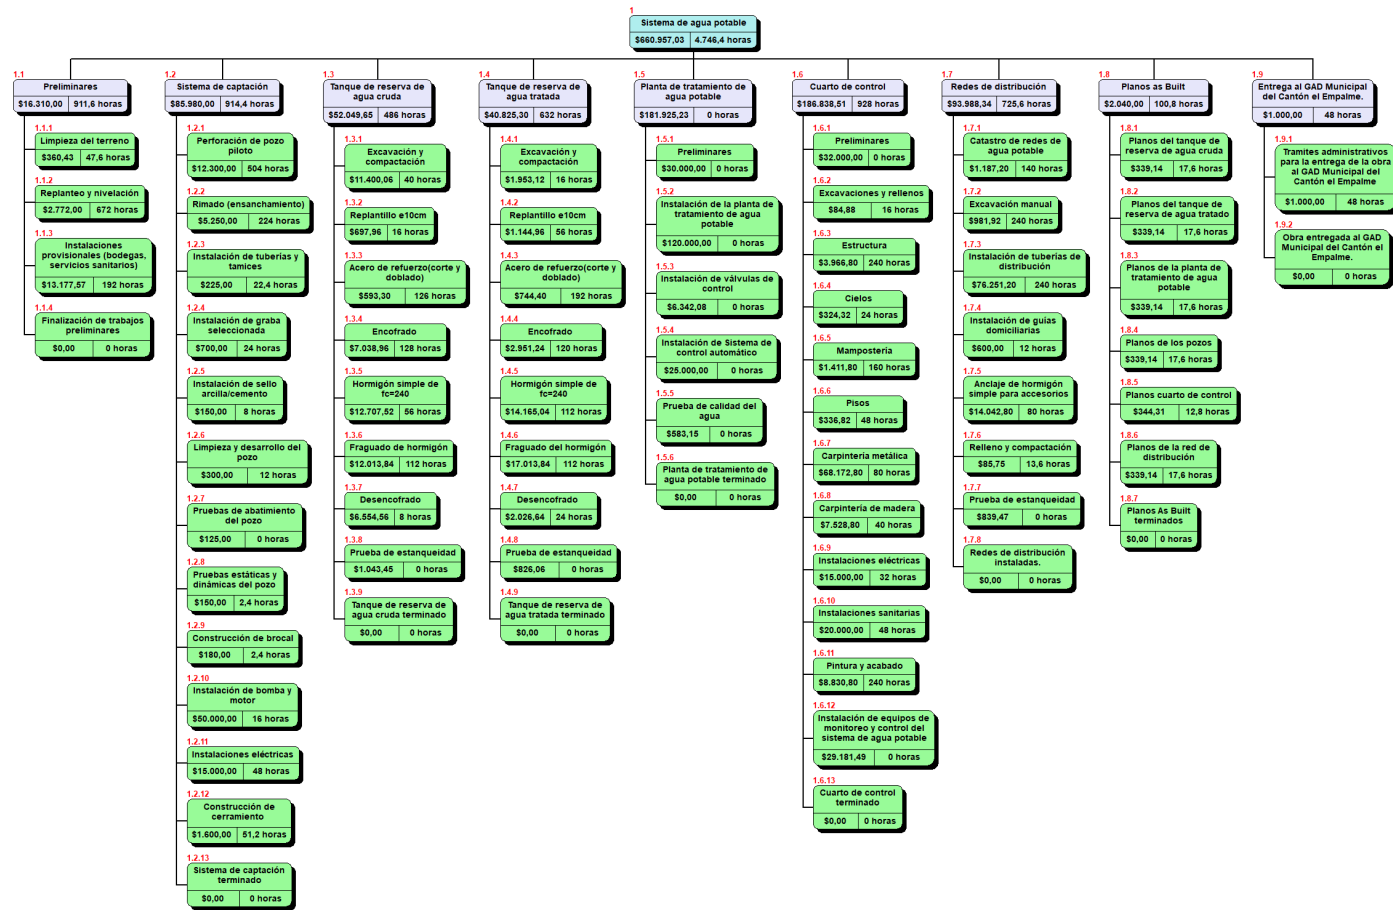 1
Sistema de agua potable
$660.957,03 4.746,4 horas
1.1
Preliminares
$16.310,00 911,6 horas
1.1.1
Limpieza del terreno
$360,43 47,6 horas
1.1.2
Replanteo y nivelación
$2.772,00 672 horas
1.1.3
Instalaciones
provisionales (bodegas,
servicios sanitarios)
$13.177,57 192 horas
1.1.4
Finalización de trabajos
preliminares
$0,00 0 horas
1.2
Sistema de captación
$85.980,00 914,4 horas
1.2.1
Perforación de pozo
piloto
$12.300,00 504 horas
1.2.2
Rimado (ensanchamiento)
$5.250,00 224 horas
1.2.3
Instalación de tuberías y
tamices
$225,00 22,4 horas
1.2.4
Instalación de graba
seleccionada
$700,00 24 horas
1.2.5
Instalación de sello
arcilla/cemento
$150,00 8 horas
1.2.6
Limpieza y desarrollo del
pozo
$300,00 12 horas
1.2.7
Pruebas de abatimiento
del pozo
$125,00 0 horas
1.2.8
Pruebas estáticas y
dinámicas del pozo
$150,00 2,4 horas
1.2.9
Construcción de brocal
$180,00 2,4 horas
1.2.10
Instalación de bomba y
motor
$50.000,00 16 horas
1.2.11
Instalaciones eléctricas
$15.000,00 48 horas
1.2.12
Construcción de
cerramiento
$1.600,00 51,2 horas
1.2.13
Sistema de captación
terminado
$0,00 0 horas
1.3
Tanque de reserva de
agua cruda
$52.049,65 486 horas
1.3.1
Excavación y
compactación
$11.400,06 40 horas
1.3.2
Replantillo e10cm
$697,96 16 horas
1.3.3
Acero de refuerzo(corte y
doblado)
$593,30 126 horas
1.3.4
Encofrado
$7.038,96 128 horas
1.3.5
Hormigón simple de
fc=240
$12.707,52 56 horas
1.3.6
Fraguado de hormigón
$12.013,84 112 horas
1.3.7
Desencofrado
$6.554,56 8 horas
1.3.8
Prueba de estanqueidad
$1.043,45 0 horas
1.3.9
Tanque de reserva de
agua cruda terminado
$0,00 0 horas
1.4
Tanque de reserva de
agua tratada
$40.825,30 632 horas
1.4.1
Excavación y
compactación
$1.953,12 16 horas
1.4.2
Replantillo e10cm
$1.144,96 56 horas
1.4.3
Acero de refuerzo(corte y
doblado)
$744,40 192 horas
1.4.4
Encofrado
$2.951,24 120 horas
1.4.5
Hormigón simple de
fc=240
$14.165,04 112 horas
1.4.6
Fraguado del hormigón
$17.013,84 112 horas
1.4.7
Desencofrado
$2.026,64 24 horas
1.4.8
Prueba de estanqueidad
$826,06 0 horas
1.4.9
Tanque de reserva de
agua tratada terminado
$0,00 0 horas
1.5
Planta de tratamiento de
agua potable
$181.925,23 0 horas
1.5.1
Preliminares
$30.000,00 0 horas
1.5.2
Instalación de la planta de
tratamiento de agua
potable
$120.000,00 0 horas
1.5.3
Instalación de válvulas de
control
$6.342,08 0 horas
1.5.4
Instalación de Sistema de
control automático
$25.000,00 0 horas
1.5.5
Prueba de calidad del
agua
$583,15 0 horas
1.5.6
Planta de tratamiento de
agua potable terminado
$0,00 0 horas
1.6
Cuarto de control
$186.838,51 928 horas
1.6.1
Preliminares
$32.000,00 0 horas
1.6.2
Excavaciones y rellenos
$84,88 16 horas
1.6.3
Estructura
$3.966,80 240 horas
1.6.4
Cielos
$324,32 24 horas
1.6.5
Mampostería
$1.411,80 160 horas
1.6.6
Pisos
$336,82 48 horas
1.6.7
Carpintería metálica
$68.172,80 80 horas
1.6.8
Carpintería de madera
$7.528,80 40 horas
1.6.9
Instalaciones eléctricas
$15.000,00 32 horas
1.6.10
Instalaciones sanitarias
$20.000,00 48 horas
1.6.11
Pintura y acabado
$8.830,80 240 horas
1.6.12
Instalación de equipos de
monitoreo y control del
sistema de agua potable
$29.181,49 0 horas
1.6.13
Cuarto de control
terminado
$0,00 0 horas
1.7
Redes de distribución
$93.988,34 725,6 horas
1.7.1
Catastro de redes de
agua potable
$1.187,20 140 horas
1.7.2
Excavación manual
$981,92 240 horas
1.7.3
Instalación de tuberías de
distribución
$76.251,20 240 horas
1.7.4
Instalación de guías
domiciliarias
$600,00 12 horas
1.7.5
Anclaje de hormigón
simple para accesorios
$14.042,80 80 horas
1.7.6
Relleno y compactación
$85,75 13,6 horas
1.7.7
Prueba de estanqueidad
$839,47 0 horas
1.7.8
Redes de distribución
instaladas.
$0,00 0 horas
1.8
Planos as Built
$2.040,00 100,8 horas
1.8.1
Planos del tanque de
reserva de agua cruda
$339,14 17,6 horas
1.8.2
Planos del tanque de
reserva de agua tratado
$339,14 17,6 horas
1.8.3
Planos de la planta de
tratamiento de agua
potable
$339,14 17,6 horas
1.8.4
Planos de los pozos
$339,14 17,6 horas
1.8.5
Planos cuarto de control
$344,31 12,8 horas
1.8.6
Planos de la red de
distribución
$339,14 17,6 horas
1.8.7
Planos As Built
terminados
$0,00 0 horas
1.9
Entrega al GAD Municipal
del Cantón el Empalme.
$1.000,00 48 horas
1.9.1
Tramites administrativos
para la entrega de la obra
al GAD Municipal del
Cantón el Empalme
$1.000,00 48 horas
1.9.2
Obra entregada al GAD
Municipal del Cantón el
Empalme.
$0,00 0 horas